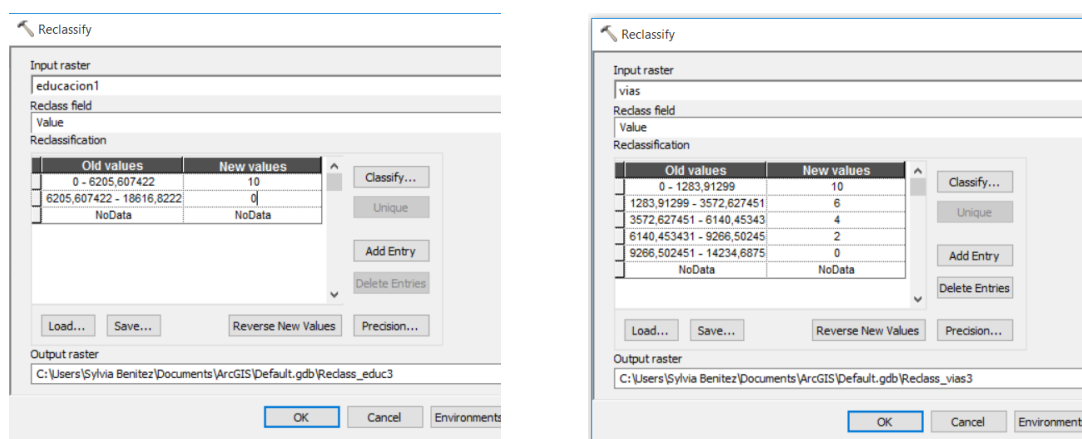 Reclassify
Input raster
educacion1
Reclass field
Value
Reclassification
Old values New values
0 - 6205,607422 10
6205,607422 - 18616,8222 0
NoData NoData
Classify...
Unique
Add Entry
Delete Entries
Load... Save... Reverse New Values Precision...
Output raster
C:\Users\Sylvia Benitez\Documents\ArcGIS\Default.gdb\Reclass_educ3
OK Cancel Environments
Reclassify
Input raster
vias
Reclass field
Value
Reclassification
Old values New values
0 - 1283,91299 10
1283,91299 - 3572,627451 6
3572,627451 - 6140,45343 4
6140,453431 - 9266,50245 2
9266,502451 - 14234,6875 0
NoData NoData
Classify...
Unique
Add Entry
Delete Entries
Load... Save... Reverse New Values Precision...
Output raster
C:\Users\Sylvia Benitez\Documents\ArcGIS\Default.gdb\Reclass_vias3
OK Cancel Environment